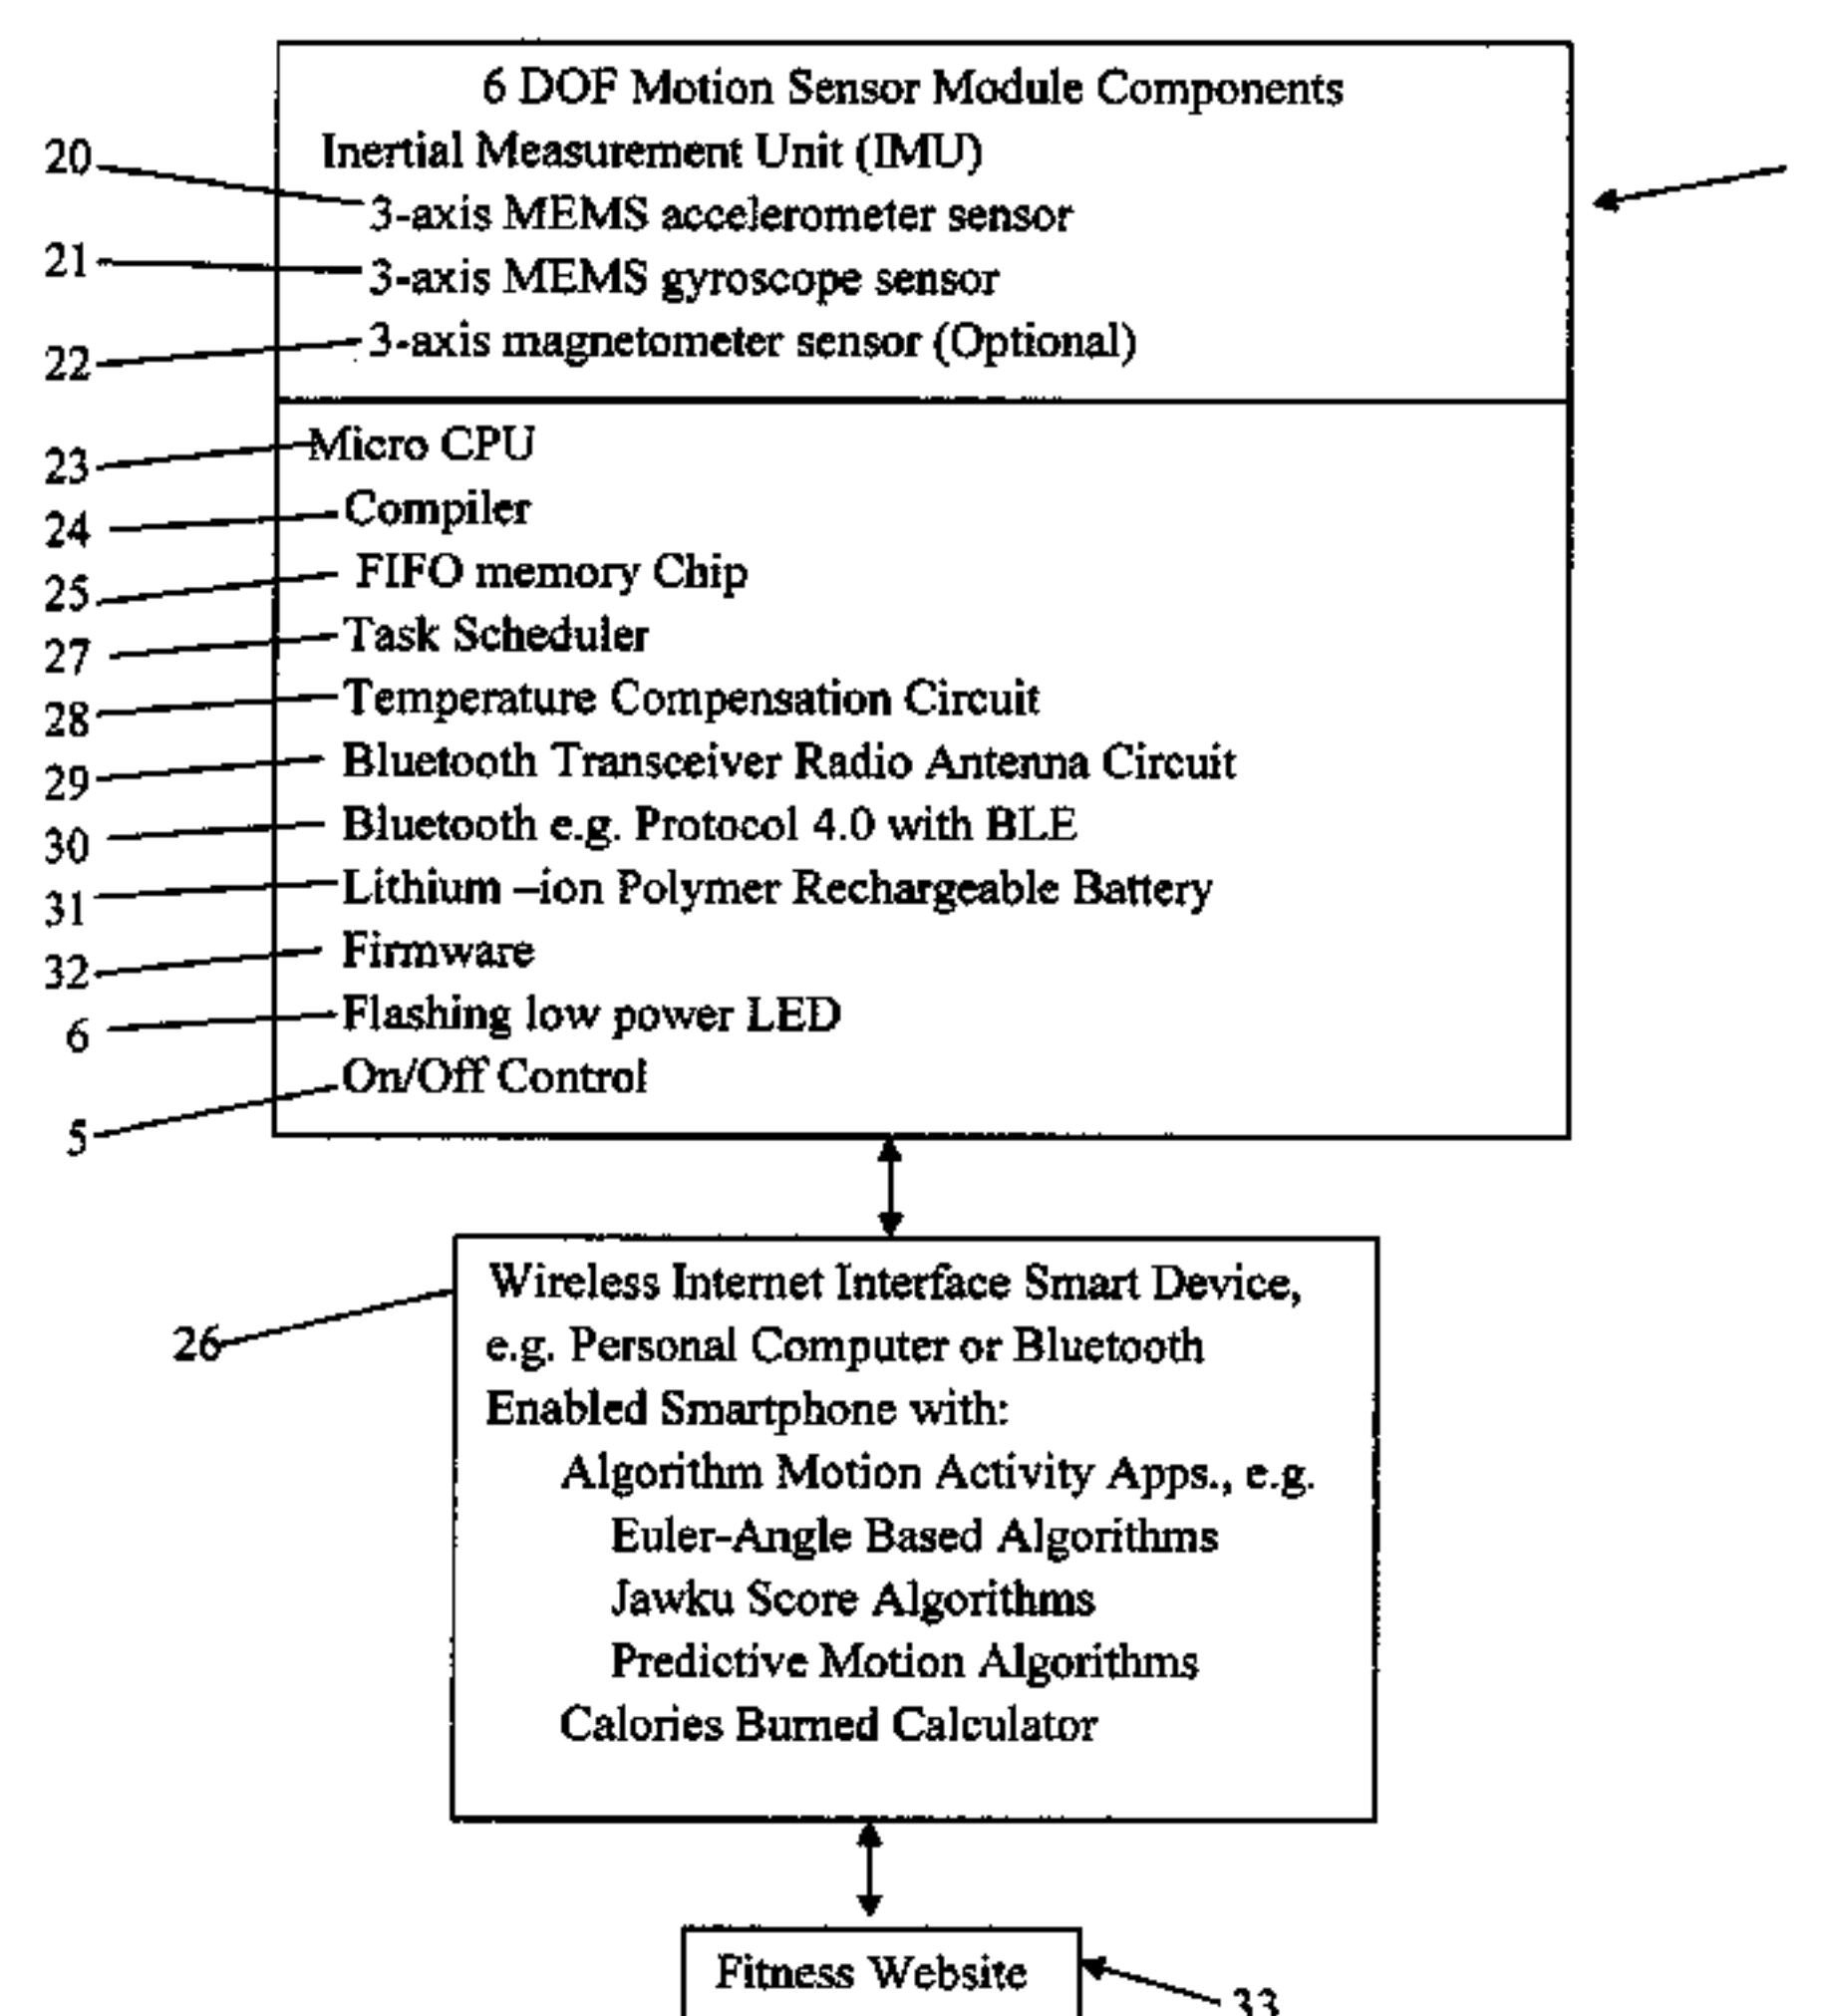 6 DOF Motion Sensor Module Components
Inertial Measurement Unit (IMU)
20 3-axis MEMS accelerometer sensor
21 3-axis MEMS gyroscope sensor
22 3-axis magnetometer sensor (Optional)
23 Micro CPU
24 Compiler
25 FIFO memory Chip
27 Task Scheduler
28 Temperature Compensation Circuit
29 Bluetooth Transceiver Radio Antenna Circuit
30 Bluetooth e.g. Protocol 4.0 with BLE
31 Lithium –ion Polymer Rechargeable Battery
32 Firmware
6 Flashing low power LED
5 On/Off Control
Wireless Internet Interface Smart Device,
26 e.g. Personal Computer or Bluetooth
Enabled Smartphone with:
Algorithm Motion Activity Apps., e.g.
Euler-Angle Based Algorithms
Jawku Score Algorithms
Predictive Motion Algorithms
Calories Burned Calculator
Fitness Website
33